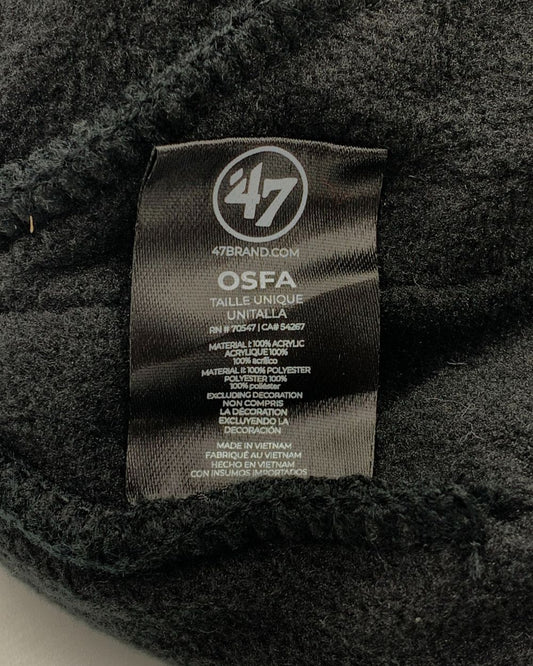 '47
47BRAND.COM
OSFA
TAILLE UNIQUE
UNITALLA
RN # 70547 | CA# 54267
MATERIAL I: 100% ACRYLIC
ACRYLIQUE 100%
100% acrílico
MATERIAL II: 100% POLYESTER
POLYESTER 100%
100% poliéster
EXCLUDING DECORATION
NON COMPRIS
LA DÉCORATION
EXCLUYENDO LA
DECORACIÓN
MADE IN VIETNAM
FABRIQUÉ AU VIETNAM
HECHO EN VIETNAM
CON INSUMOS IMPORTADOS